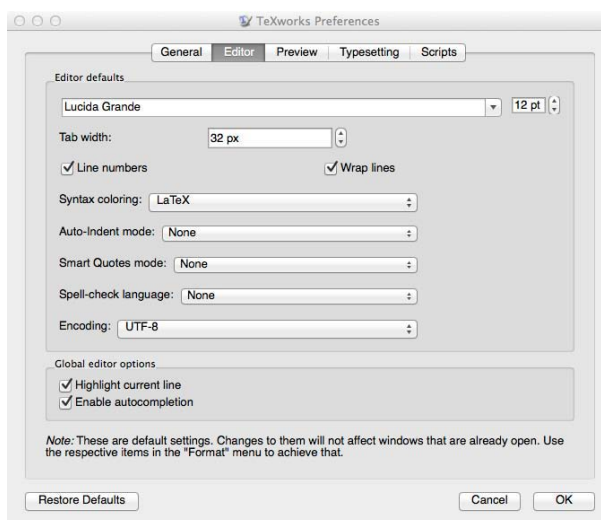 TeXworks Preferences
General Editor Preview Typesetting Scripts
Editor defaults
Lucida Grande 12 pt
Tab width: 32 px
Line numbers Wrap lines
Syntax coloring: LaTeX
Auto-Indent mode: None
Smart Quotes mode: None
Spell-check language: None
Encoding: UTF-8
Global editor options
Highlight current line
Enable autocompletion
Note: These are default settings. Changes to them will not affect windows that are already open. Use
the respective items in the "Format" menu to achieve that.
Restore Defaults Cancel OK